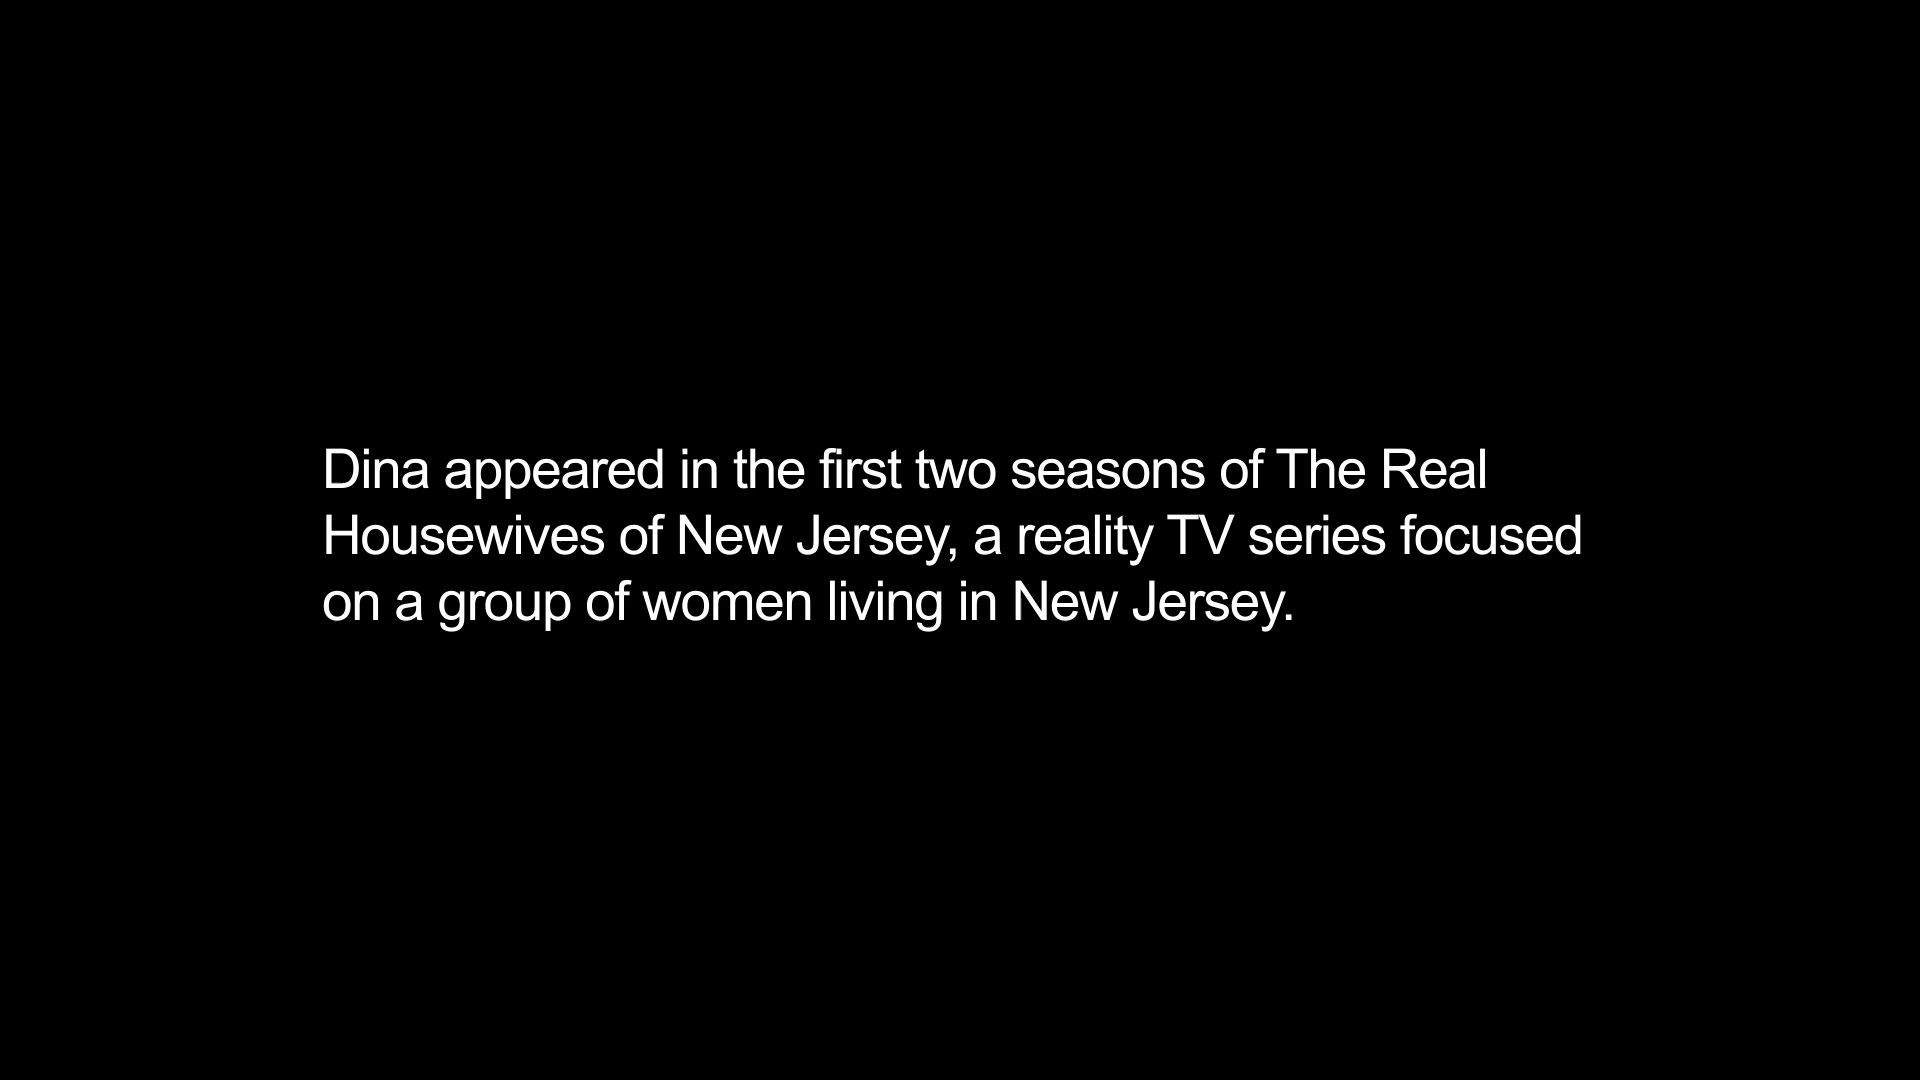 Dina appeared in the first two seasons of The Real
Housewives of New Jersey, a reality TV series focused
on a group of women living in New Jersey.